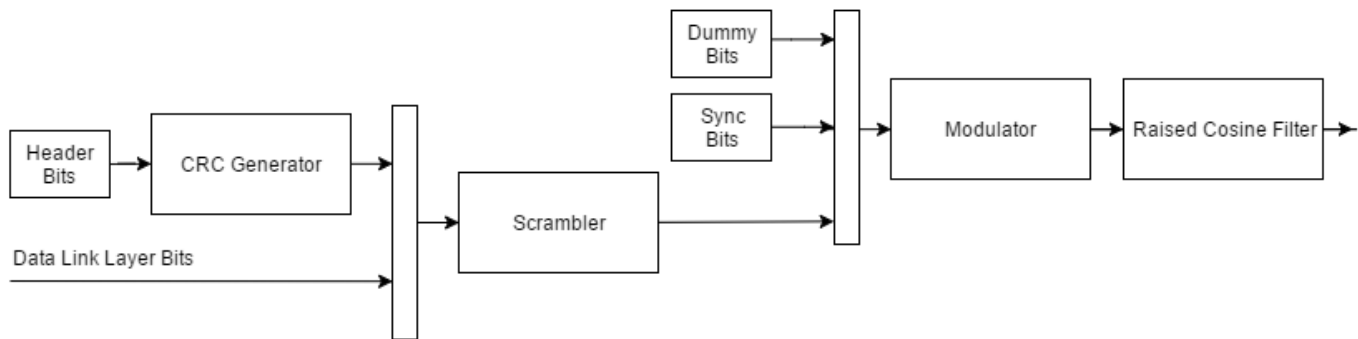 Dummy
Bits
Sync
Bits
Modulator
Raised Cosine Filter
Header
Bits
CRC Generator
Scrambler
Data Link Layer Bits